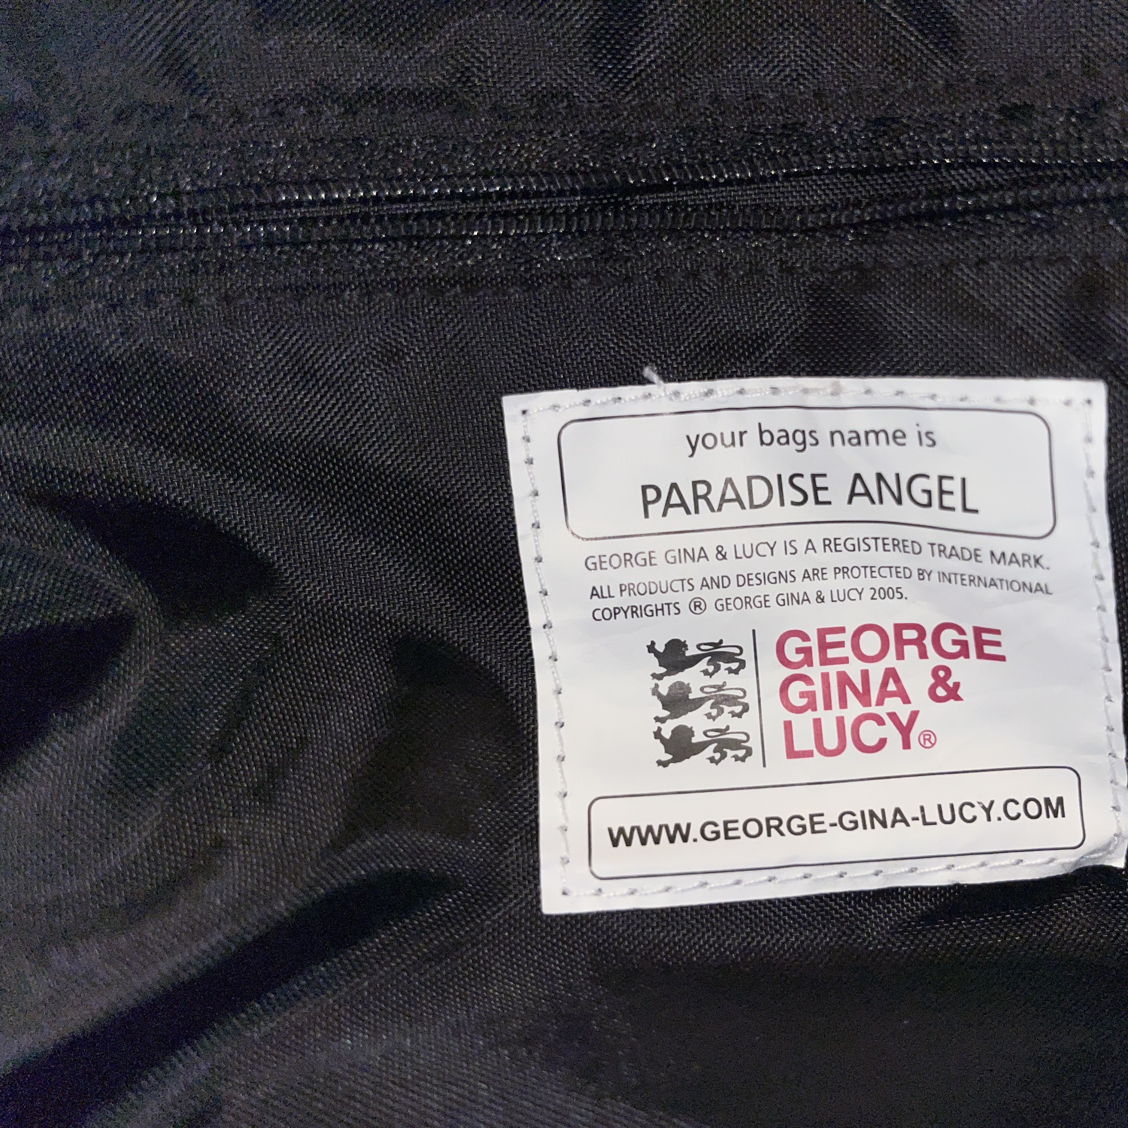 your bags name is
PARADISE ANGEL
GEORGE GINA & LUCY IS A REGISTERED TRADE MARK.
ALL PRODUCTS AND DESIGNS ARE PROTECTED BY INTERNATIONAL
COPYRIGHTS ® GEORGE GINA & LUCY 2005.
GEORGE
GINA &
LUCY®
WWW.GEORGE-GINA-LUCY.COM